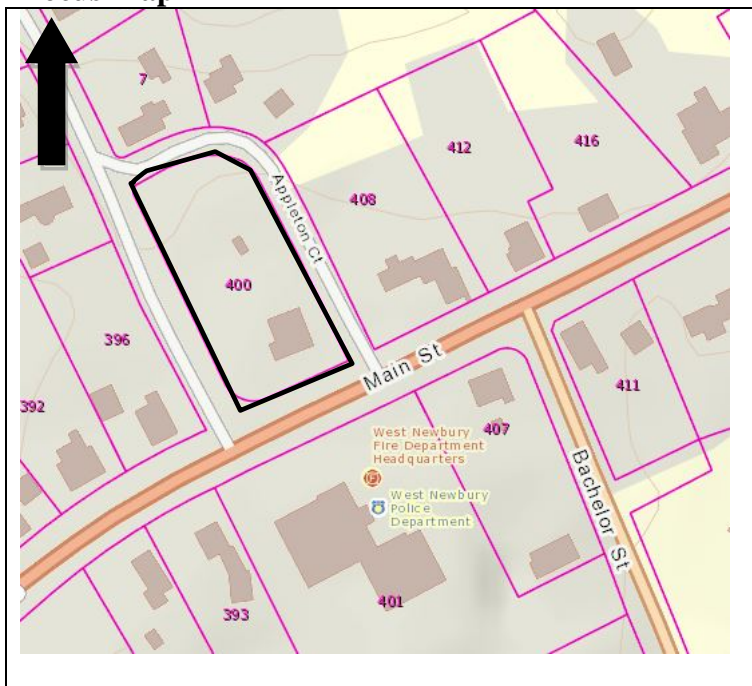 7
412
416
408
Appleton Ct
400
396
392
Main St
411
407
West Newbury
Fire Department
Headquarters
F
West Newbury
Police
Department
Bachelor St
393
401